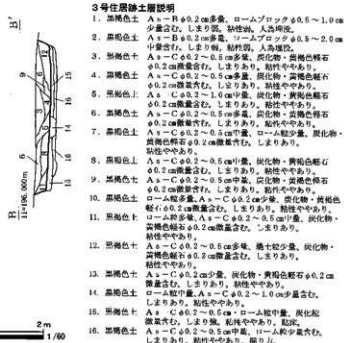 3号住居跡土層説明
1. 黒褐色土 As-Bφ0.2㎝多量、ロームブロックφ0.5~1.0㎝
少量含む。しまり弱。粘性弱。人為埋没。
2. 黒褐色土 As-Bφ0.2㎝多量、ロームブロックφ0.5~2.0㎝
中量含む。しまり弱。粘性弱。人為埋没。
3. 黒褐色土 As-Cφ0.2~0.5㎝多量、炭化物・黄褐色軽石
φ0.2㎝微量含む。しまりあり。粘性ややあり。
4. 黒褐色土 As-Cφ0.2~0.5㎝多量、炭化物・黄褐色軽石
φ0.2㎝微量含む。しまりあり。粘性ややあり。
5. 黒褐色土 As-Cφ0.2~1.0㎝中量、炭化物・黄褐色軽石
φ0.2㎝微量含む。しまりあり。粘性ややあり。
6. 黒褐色土 As-Cφ0.2~0.5㎝多量、炭化物・黄褐色軽石
φ0.2㎝微量含む。しまりあり。粘性ややあり。
7. 黒褐色土 As-Cφ0.2~0.5㎝中量、ローム粒少量、炭化物・
黄褐色軽石φ0.2㎝微量含む。しまりあり。
粘性ややあり。
8. 黒褐色土 As-Cφ0.2~0.5㎝中量、炭化物・黄褐色軽石
φ0.2㎝微量含む。しまりあり。粘性ややあり。
9. 黒褐色土 As-Cφ0.2~0.5㎝中量、炭化物・黄褐色軽石
φ0.2㎝微量含む。しまりあり。粘性ややあり。
10. 黒褐色土 ローム粒多量、As-Cφ0.2㎝少量、炭化物・黄褐色
軽石φ0.2㎝微量含む。しまりあり。粘性ややあり。
11. 黒褐色土 ローム粒多量、As-Cφ0.2~0.5㎝中量、炭化物・
黄褐色軽石φ0.2㎝微量含む。しまりあり。
粘性ややあり。
12. 黒褐色土 As-Cφ0.2~0.5㎝多量、焼土粒少量、炭化物・
黄褐色軽石φ0.2㎝微量含む。しまりあり。
粘性ややあり。
13. 黒褐色土 As-Cφ0.2㎝少量、炭化物・黄褐色軽石φ0.2㎝
微量含む。しまりあり。粘性ややあり。
14. 黒褐色土 ローム粒中量、As-Cφ0.2~1.0㎝少量含む。
しまりあり。粘性ややあり。
15. 黒褐色土 As-Cφ0.5㎝・ローム粒中量、炭化粒
微量含む。しまり強。粘性ややあり。貼床。
16. 黒褐色土 As-Cφ0.2~0.5㎝中量、ローム粒少量含む。
しまりあり。粘性ややあり。掘り方。
B'
B
H=196.000m
9
12
15
16
14
15
13
6
2m
1/60